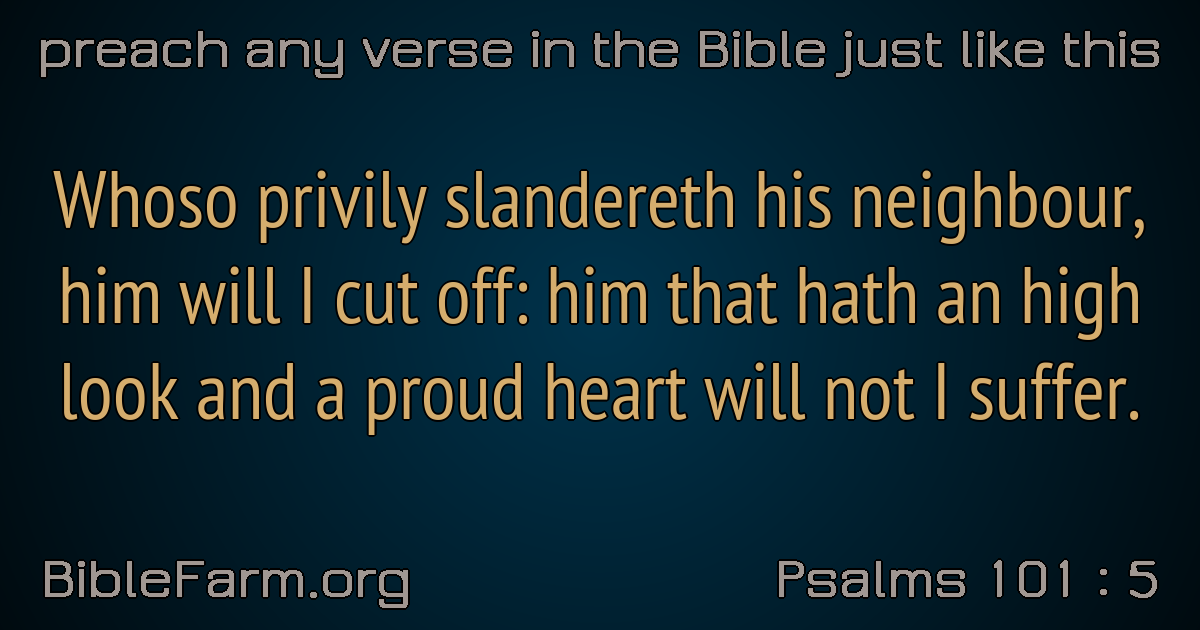 preach any verse in the Bible just like this
Whoso privily slandereth his neighbour,
him will I cut off: him that hath an high
look and a proud heart will not I suffer.
BibleFarm.org
Psalms 101 : 5